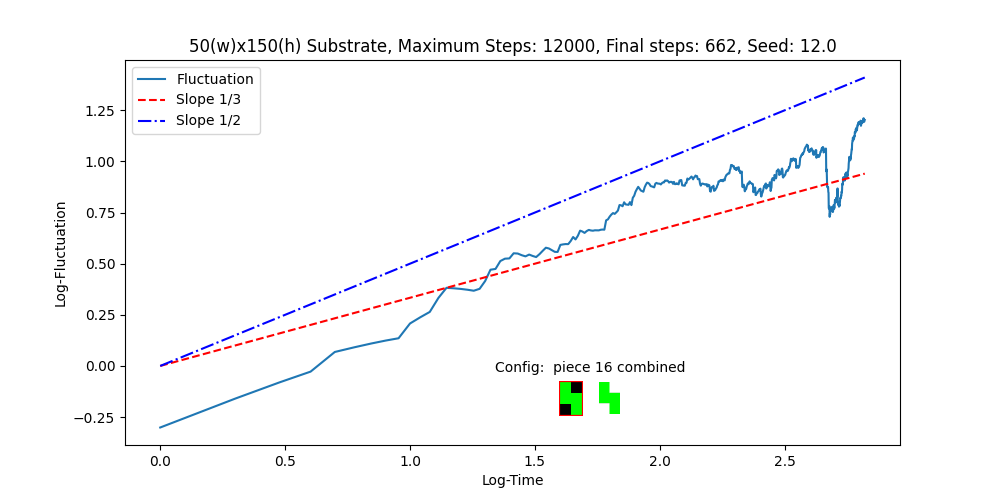 50(w)x150(h) Substrate, Maximum Steps: 12000, Final steps: 662, Seed: 12.0
Fluctuation
Slope 1/3
Slope 1/2
1.25
1.00
0.75
0.50
0.25
0.00
−0.25
Log-Fluctuation
Config:  piece 16 combined
0.0 0.5 1.0 1.5 2.0 2.5
Log-Time